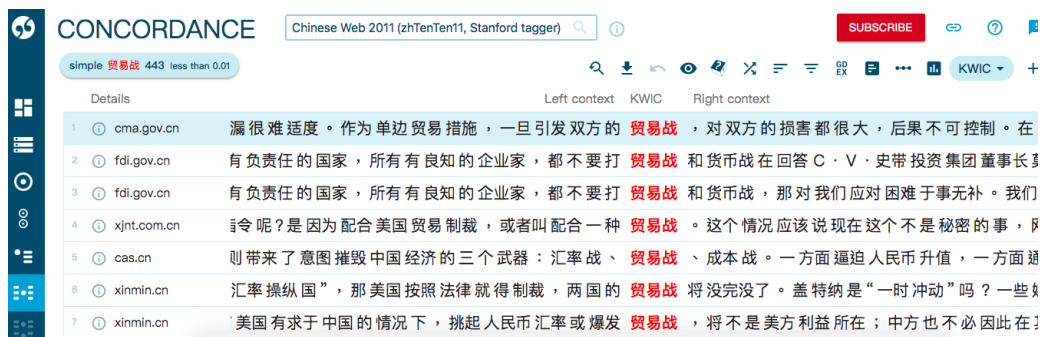 CONCORDANCE
Chinese Web 2011 (zhTenTen11, Stanford tagger)
SUBSCRIBE
simple 贸易战 443 less than 0.01
GD EX
KWIC
Details Left context KWIC Right context
1 cma.gov.cn 漏很难适度。作为单边贸易措施，一旦引发双方的 贸易战 ，对双方的损害都很大，后果不可控制。在
2 fdi.gov.cn 有负责任的国家，所有有良知的企业家，都不要打 贸易战 和货币战在回答C·V·史带投资集团董事长
3 fdi.gov.cn 有负责任的国家，所有有良知的企业家，都不要打 贸易战 和货币战，那对我们应对困难于事无补。我们
4 xjnt.com.cn 令呢?是因为配合美国贸易制裁，或者叫配合一种 贸易战 。这个情况应该说现在这个不是秘密的事，
5 cas.cn 则带来了意图摧毁中国经济的三个武器：汇率战、 贸易战 、成本战。一方面逼迫人民币升值，一方面通
6 xinmin.cn 汇率操纵国”，那美国按照法律就得制裁，两国的 贸易战 将没完没了。盖特纳是“一时冲动”吗？一些
7 xinmin.cn 美国有求于中国的情况下，挑起人民币汇率或爆发 贸易战 ，将不是美方利益所在；中方也不必因此在